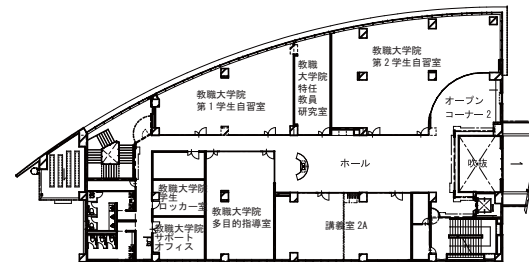 教職大学院
第１学生自習室
教職
大学院
特任
教員
研究室
教職大学院
第２学生自習室
オープン
コーナー２
ホール
吹抜
教職大学院
学生
ロッカー室
教職大学院
サポート
オフィス
教職大学院
多目的指導室
講義室 2A